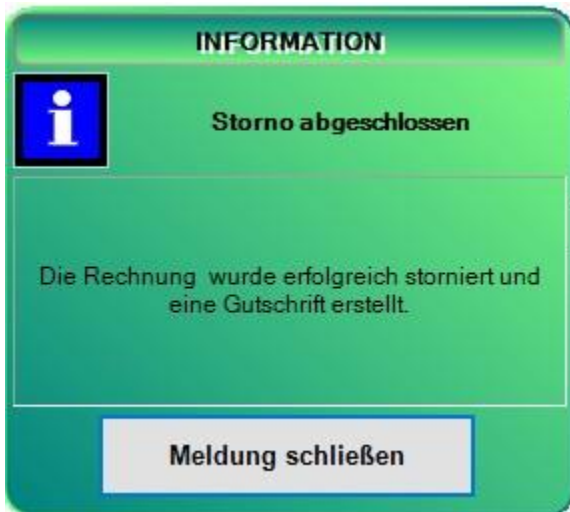 INFORMATION
i
Storno abgeschlossen
Die Rechnung  wurde erfolgreich storniert und
eine Gutschrift erstellt.
Meldung schließen